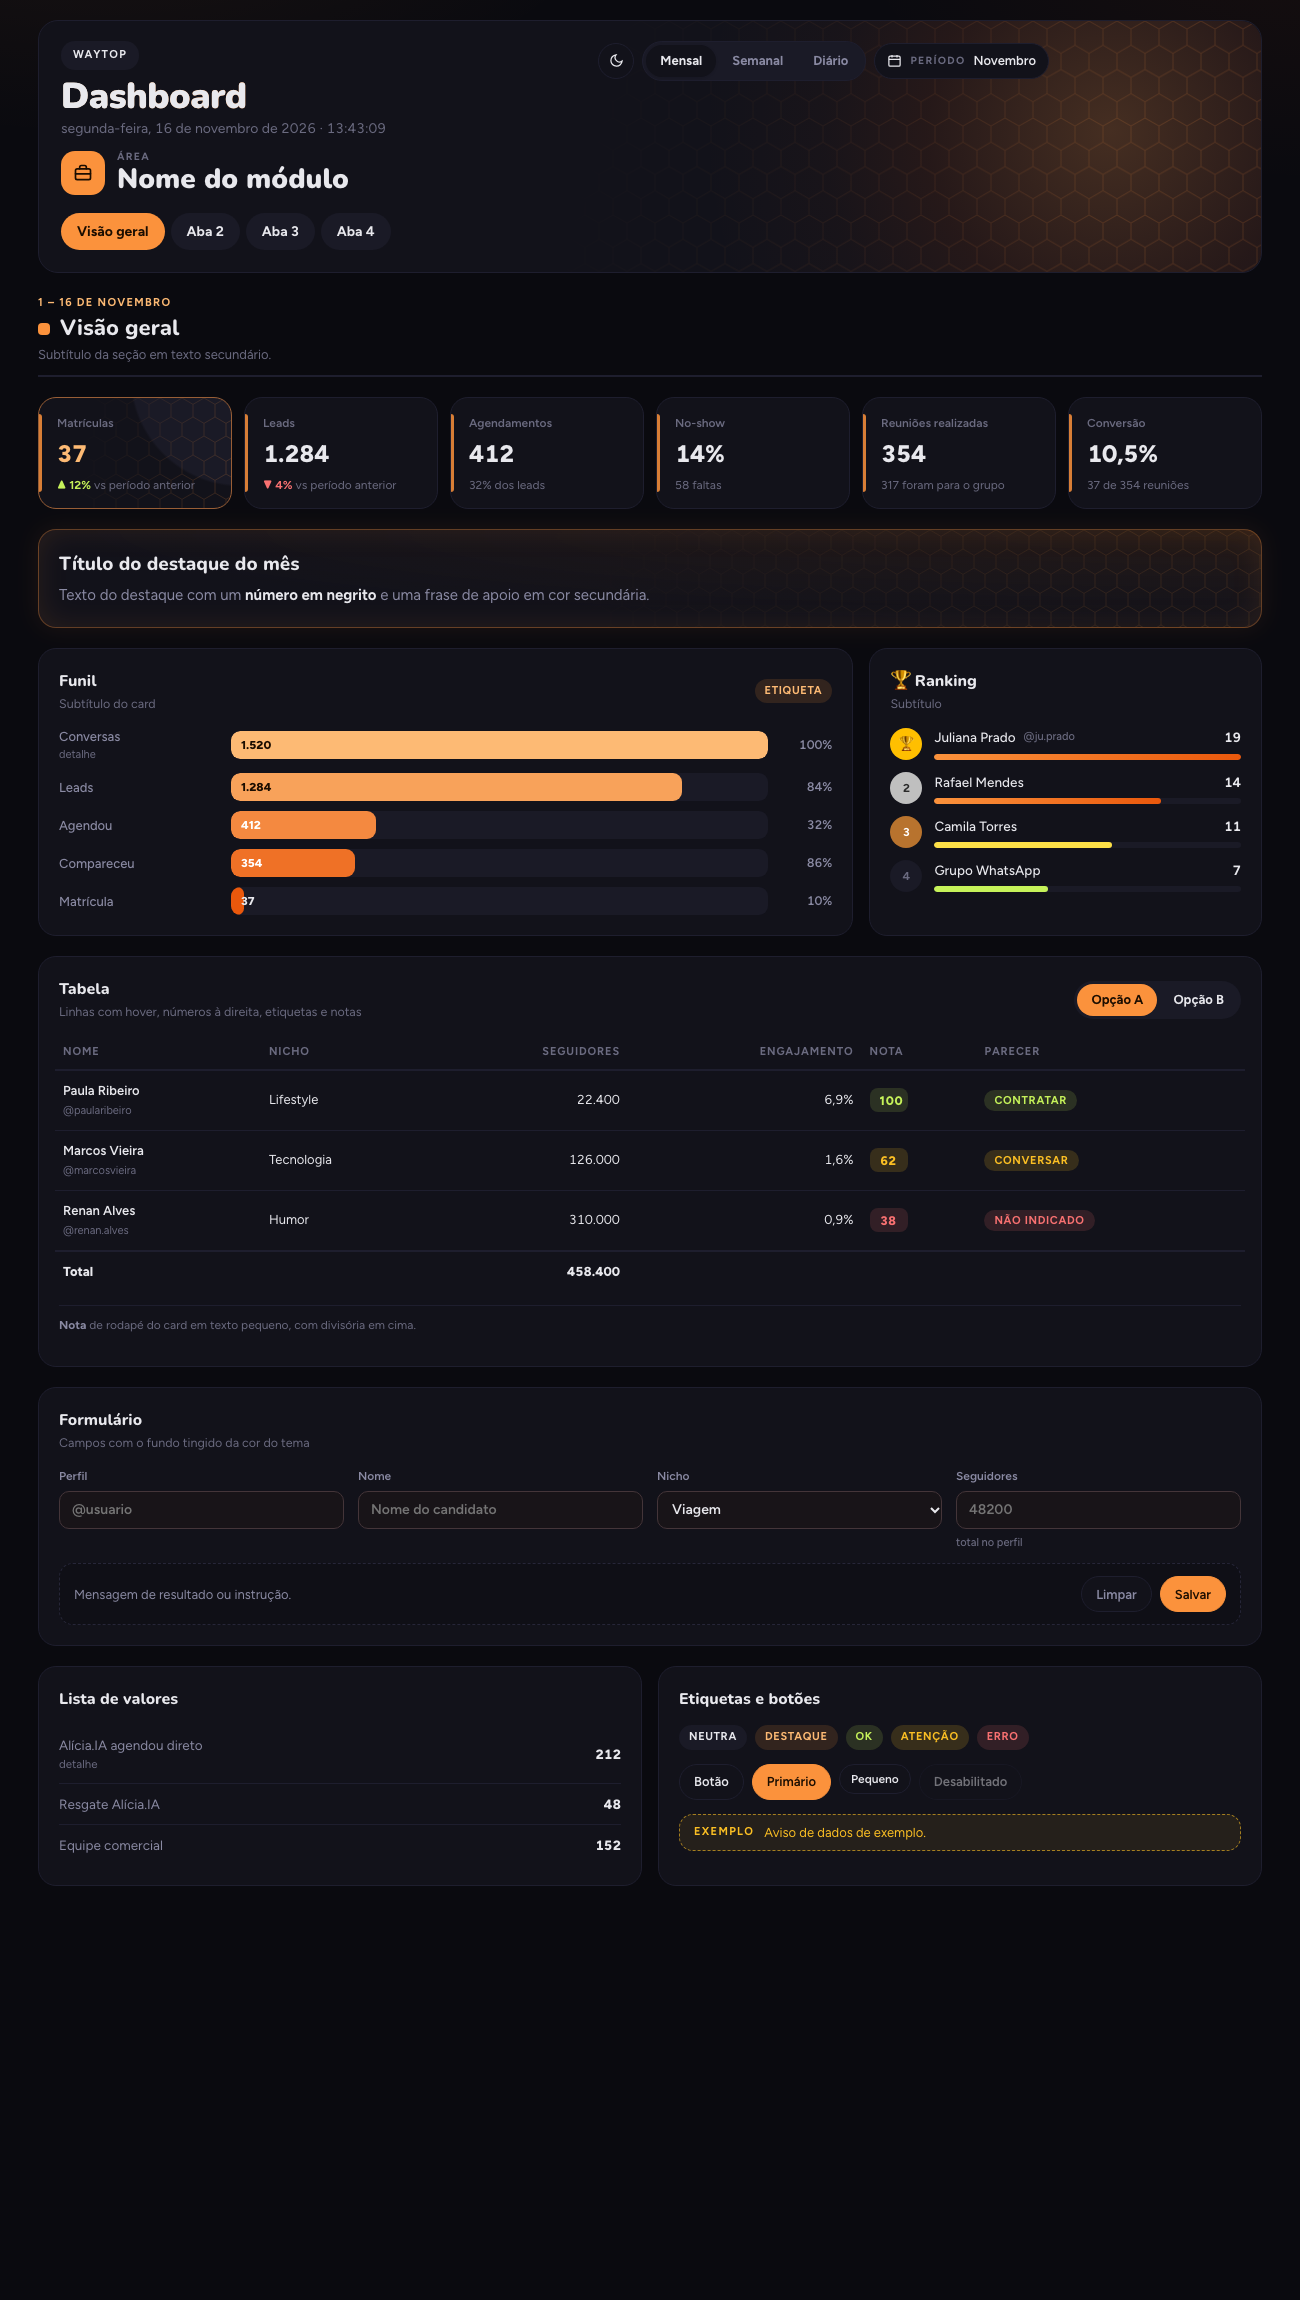 WAYTOP
Dashboard
segunda-feira, 16 de novembro de 2026 · 13:43:09
Mensal Semanal Diário PERÍODO Novembro
ÁREA
Nome do módulo
Visão geral Aba 2 Aba 3 Aba 4
1 – 16 DE NOVEMBRO
Visão geral
Subtítulo da seção em texto secundário.
Matrículas
37
▲ 12% vs período anterior
Leads
1.284
▼ 4% vs período anterior
Agendamentos
412
32% dos leads
No-show
14%
58 faltas
Reuniões realizadas
354
317 foram para o grupo
Conversão
10,5%
37 de 354 reuniões
Título do destaque do mês
Texto do destaque com um número em negrito e uma frase de apoio em cor secundária.
Funil
Subtítulo do card
ETIQUETA
Conversas
detalhe
1.520 100%
Leads 1.284 84%
Agendou 412 32%
Compareceu 354 86%
Matrícula 37 10%
🏆 Ranking
Subtítulo
🏆 Juliana Prado @ju.prado 19
2 Rafael Mendes 14
3 Camila Torres 11
4 Grupo WhatsApp 7
Tabela
Linhas com hover, números à direita, etiquetas e notas
Opção A Opção B
NOME NICHO SEGUIDORES ENGAJAMENTO NOTA PARECER
Paula Ribeiro
@paularibeiro
Lifestyle 22.400 6,9% 100 CONTRATAR
Marcos Vieira
@marcosvieira
Tecnologia 126.000 1,6% 62 CONVERSAR
Renan Alves
@renan.alves
Humor 310.000 0,9% 38 NÃO INDICADO
Total 458.400
Nota de rodapé do card em texto pequeno, com divisória em cima.
Formulário
Campos com o fundo tingido da cor do tema
Perfil Nome Nicho Seguidores
@usuario Nome do candidato Viagem 48200
total no perfil
Mensagem de resultado ou instrução.
Limpar Salvar
Lista de valores
Alícia.IA agendou direto
detalhe
212
Resgate Alícia.IA 48
Equipe comercial 152
Etiquetas e botões
NEUTRA DESTAQUE OK ATENÇÃO ERRO
Botão Primário Pequeno Desabilitado
EXEMPLO Aviso de dados de exemplo.